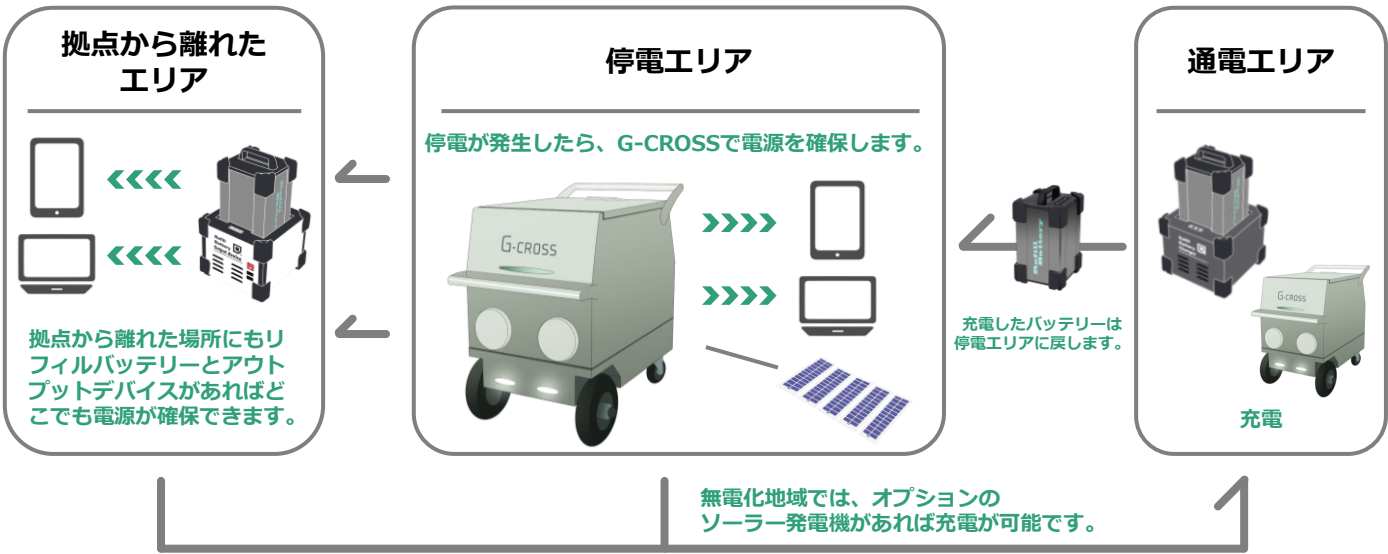 拠点から離れた
エリア
拠点から離れた場所にもリ
フィルバッテリーとアウト
プットデバイスがあればど
こでも電源が確保できます。
停電エリア
停電が発生したら、G-CROSSで電源を確保します。
G-CROSS
Refill
Battery
充電したバッテリーは
停電エリアに戻します。
通電エリア
G-CROSS
充電
無電化地域では、オプションの
ソーラー発電機があれば充電が可能です。